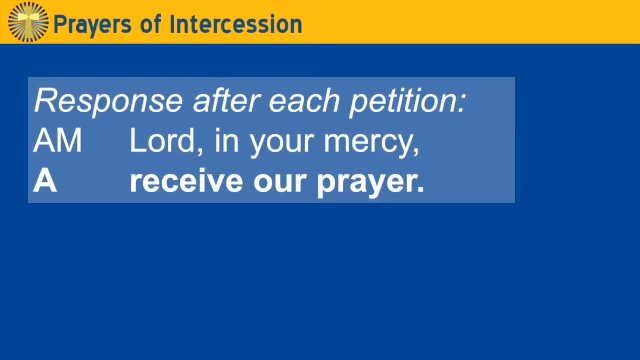 Prayers of Intercession
Response after each petition:
AM Lord, in your mercy,
A receive our prayer.